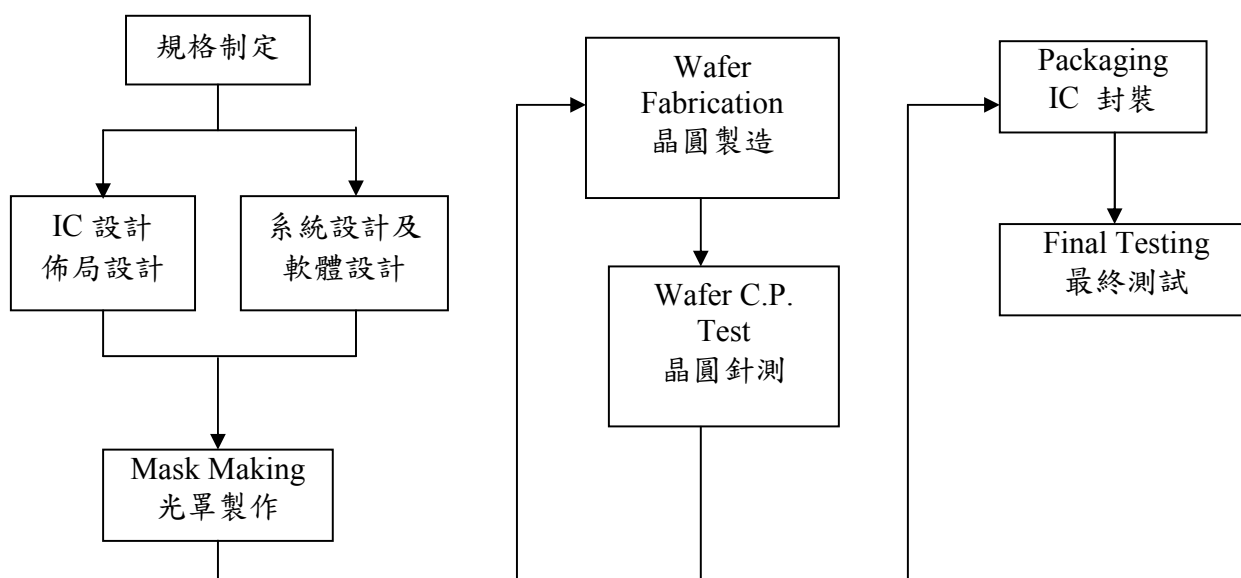 規格制定
IC 設計
佈局設計
系統設計及
軟體設計
Mask Making
光罩製作
Wafer
Fabrication
晶圓製造
Wafer C.P.
Test
晶圓針測
Packaging
IC 封裝
Final Testing
最終測試